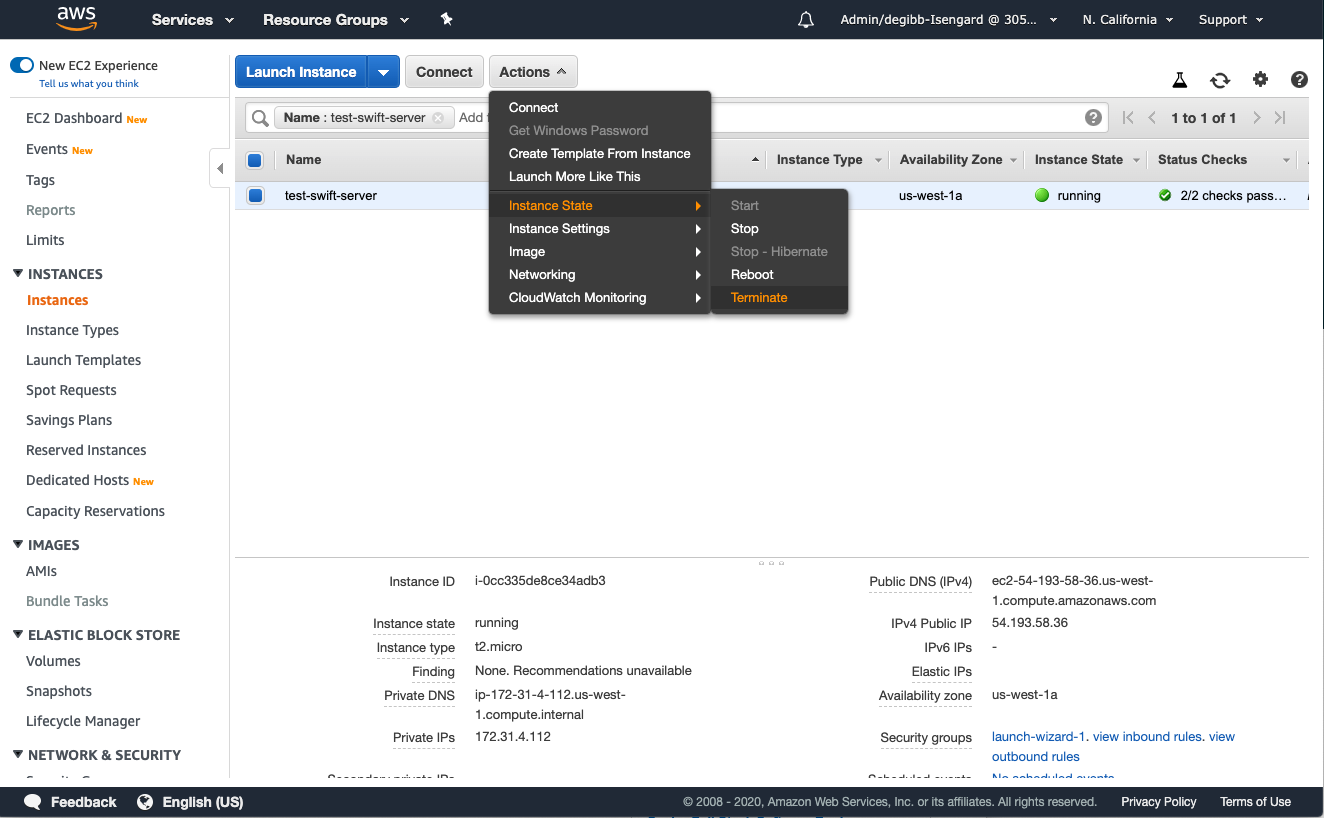 aws Services Resource Groups Admin/degibb-Isengard @ 305... N. California Support
New EC2 Experience
Tell us what you think
EC2 Dashboard New
Events New
Tags
Reports
Limits
INSTANCES
Instances
Instance Types
Launch Templates
Spot Requests
Savings Plans
Reserved Instances
Dedicated Hosts New
Capacity Reservations
IMAGES
AMIs
Bundle Tasks
ELASTIC BLOCK STORE
Volumes
Snapshots
Lifecycle Manager
NETWORK & SECURITY
Launch Instance Connect Actions
Name : test-swift-server Add 1 to 1 of 1
Name Instance Type Availability Zone Instance State Status Checks
test-swift-server us-west-1a running 2/2 checks pass...
Connect
Get Windows Password
Create Template From Instance
Launch More Like This
Instance State
Instance Settings
Image
Networking
CloudWatch Monitoring
Start
Stop
Stop - Hibernate
Reboot
Terminate
Instance ID i-0cc335de8ce34adb3
Instance state running
Instance type t2.micro
Finding None. Recommendations unavailable
Private DNS ip-172-31-4-112.us-west-
1.compute.internal
Private IPs 172.31.4.112
Secondary private IPs
Public DNS (IPv4) ec2-54-193-58-36.us-west-
1.compute.amazonaws.com
IPv4 Public IP 54.193.58.36
IPv6 IPs -
Elastic IPs
Availability zone us-west-1a
Security groups launch-wizard-1. view inbound rules. view
outbound rules
Scheduled events No scheduled events
Feedback English (US) © 2008 - 2020, Amazon Web Services, Inc. or its affiliates. All rights reserved. Privacy Policy Terms of Use